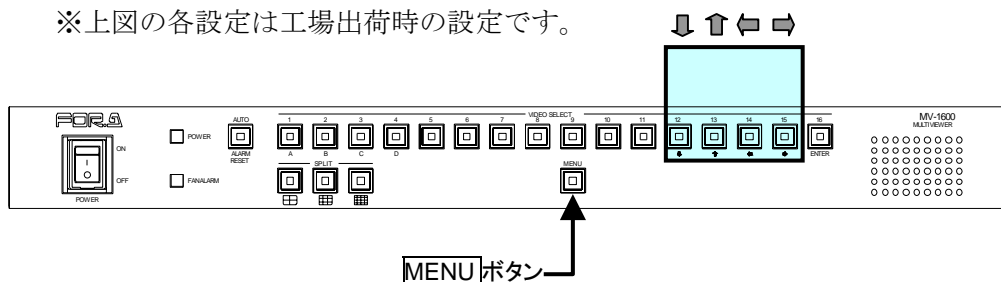 ※上図の各設定は工場出荷時の設定です。
⇩ ⇧ ⇦ ⇨
FOR.A
VIDEO SELECT
MV-1600
MULTIVIEWER
AUTO 1 2 3 4 5 6 7 8 9 10 11 12 13 14 15 16
POWER
ON
ALARM RESET A B C D ENTER
SPLIT MENU
OFF
FANALARM
POWER
MENU ボタン